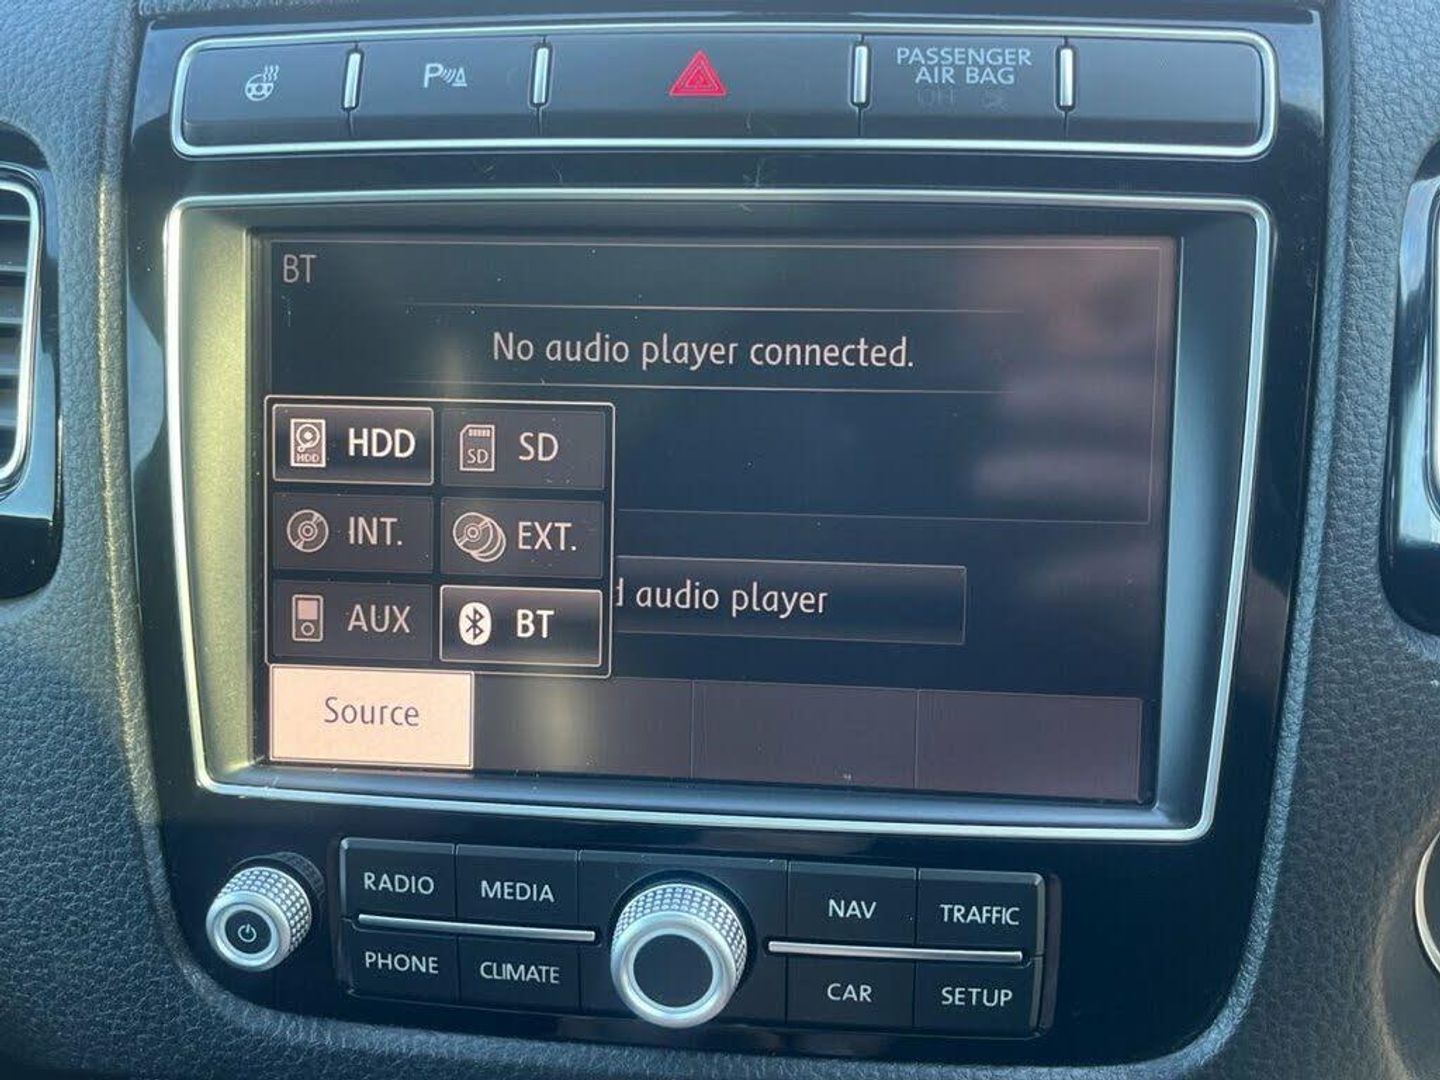 PASSENGER
AIR BAG
OFF
BT
No audio player connected.
HDD HDD
SD SD
INT.
EXT.
audio player
AUX
BT
Source
RADIO
MEDIA
NAV
TRAFFIC
PHONE
CLIMATE
CAR
SETUP